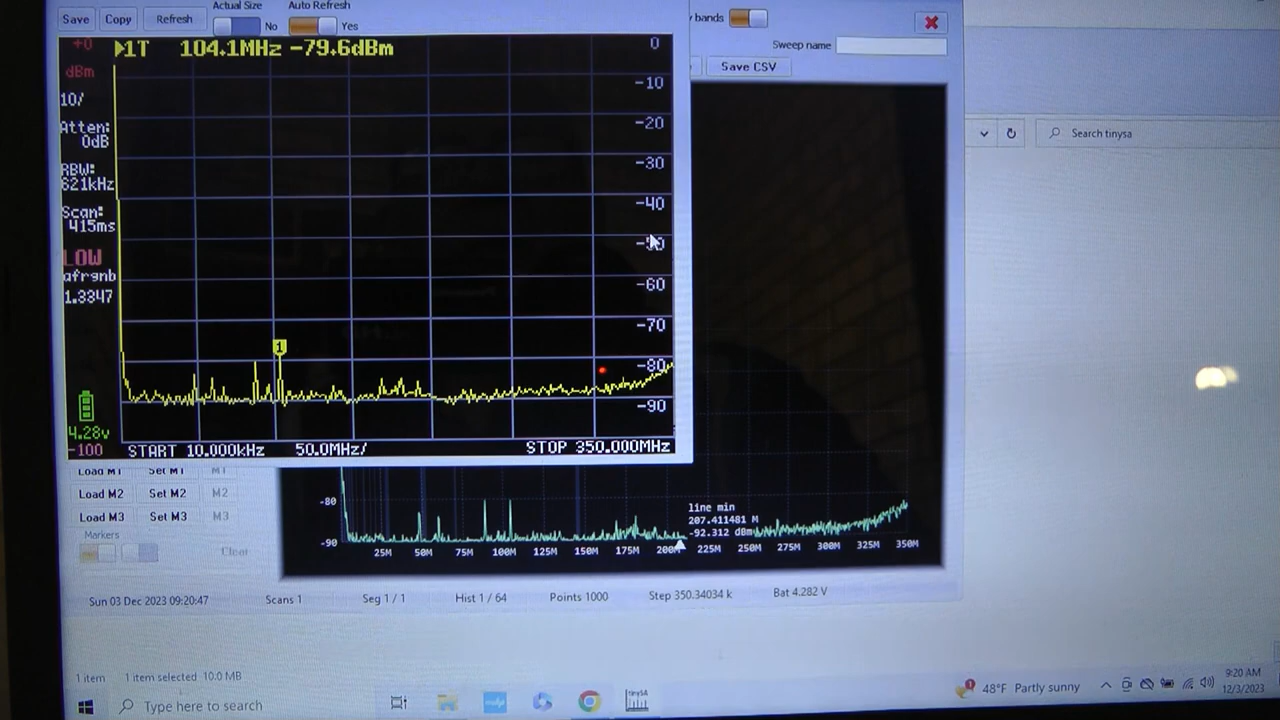 Save Copy Refresh Actual Size No Auto Refresh Yes
bands
Sweep name
Save CSV
+0 1T 104.1MHz -79.6dBm 0
dBm
-10
10/
-20
Atten:
0dB
-30
RBW:
621kHz
-40
Scan:
415ms
LOW
afrgnb
-60
1.3347
-70
-80
-90
4.28v
-100 START 10.000kHz 50.0MHz/ STOP 350.000MHz
Search tinysa
Load M1 Set M1 M1
Load M2 Set M2 M2
Load M3 Set M3 M3
Markers
Clear
-80
line min
207.411481 M
-92.312 dBm
-90
25M 50M 75M 100M 125M 150M 175M 225M 250M 275M 300M 325M 350M
Sun 03 Dec 2023 09:20:47 Scans 1 Seg 1 / 1 Hist 1 / 64 Points 1000 Step 350.34034 k Bat 4.282 V
1 item 1 item selected 10.0 MB
Type here to search
tinySA
48°F Partly sunny
9:20 AM
12/3/2023